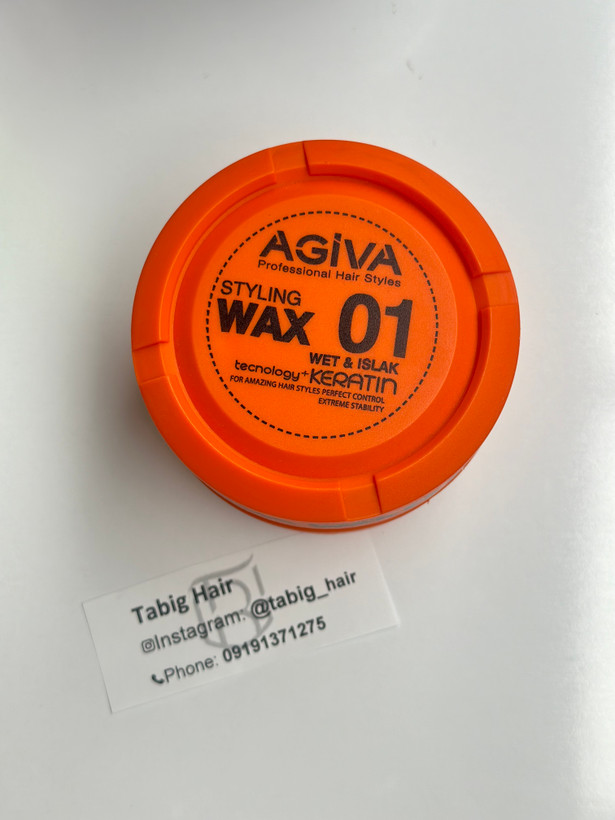 AGiVA
Professional Hair Styles
STYLING
WAX 01
WET & ISLAK
tecnology+KERATIN
FOR AMAZING HAIR STYLES PERFECT CONTROL
EXTREME STABILITY
Tabig Hair
Instagram: @tabig_hair
Phone: 09191371275